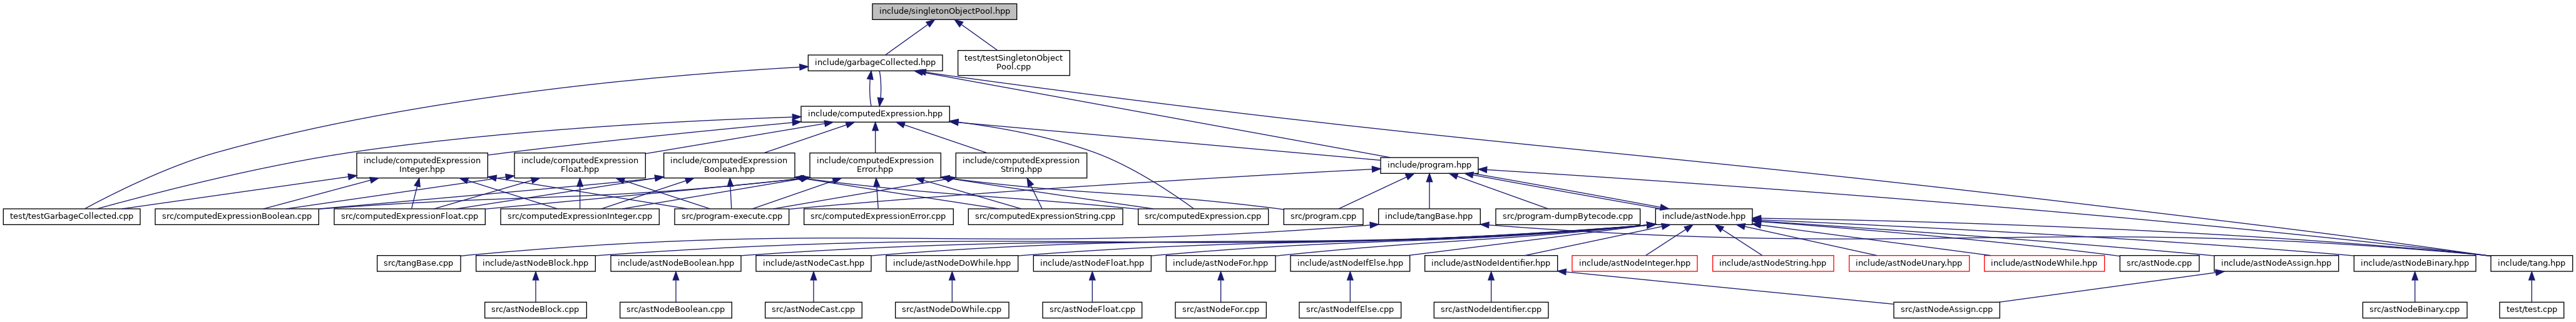 include/singletonObjectPool.hpp
include/garbageCollected.hpp
test/testSingletonObject
Pool.cpp
include/computedExpression.hpp
include/computedExpression
Integer.hpp
include/computedExpression
Float.hpp
include/computedExpression
Boolean.hpp
include/computedExpression
Error.hpp
include/computedExpression
String.hpp
include/program.hpp
test/testGarbageCollected.cpp
src/computedExpressionBoolean.cpp
src/computedExpressionFloat.cpp
src/computedExpressionInteger.cpp
src/program-execute.cpp
src/computedExpressionError.cpp
src/computedExpressionString.cpp
src/computedExpression.cpp
src/program.cpp
include/tangBase.hpp
src/program-dumpBytecode.cpp
include/astNode.hpp
src/tangBase.cpp
include/astNodeBlock.hpp
include/astNodeBoolean.hpp
include/astNodeCast.hpp
include/astNodeDoWhile.hpp
include/astNodeFloat.hpp
include/astNodeFor.hpp
include/astNodeIfElse.hpp
include/astNodeIdentifier.hpp
include/astNodeInteger.hpp
include/astNodeString.hpp
include/astNodeUnary.hpp
include/astNodeWhile.hpp
src/astNode.cpp
include/astNodeAssign.hpp
include/astNodeBinary.hpp
include/tang.hpp
src/astNodeBlock.cpp
src/astNodeBoolean.cpp
src/astNodeCast.cpp
src/astNodeDoWhile.cpp
src/astNodeFloat.cpp
src/astNodeFor.cpp
src/astNodeIfElse.cpp
src/astNodeIdentifier.cpp
src/astNodeAssign.cpp
src/astNodeBinary.cpp
test/test.cpp